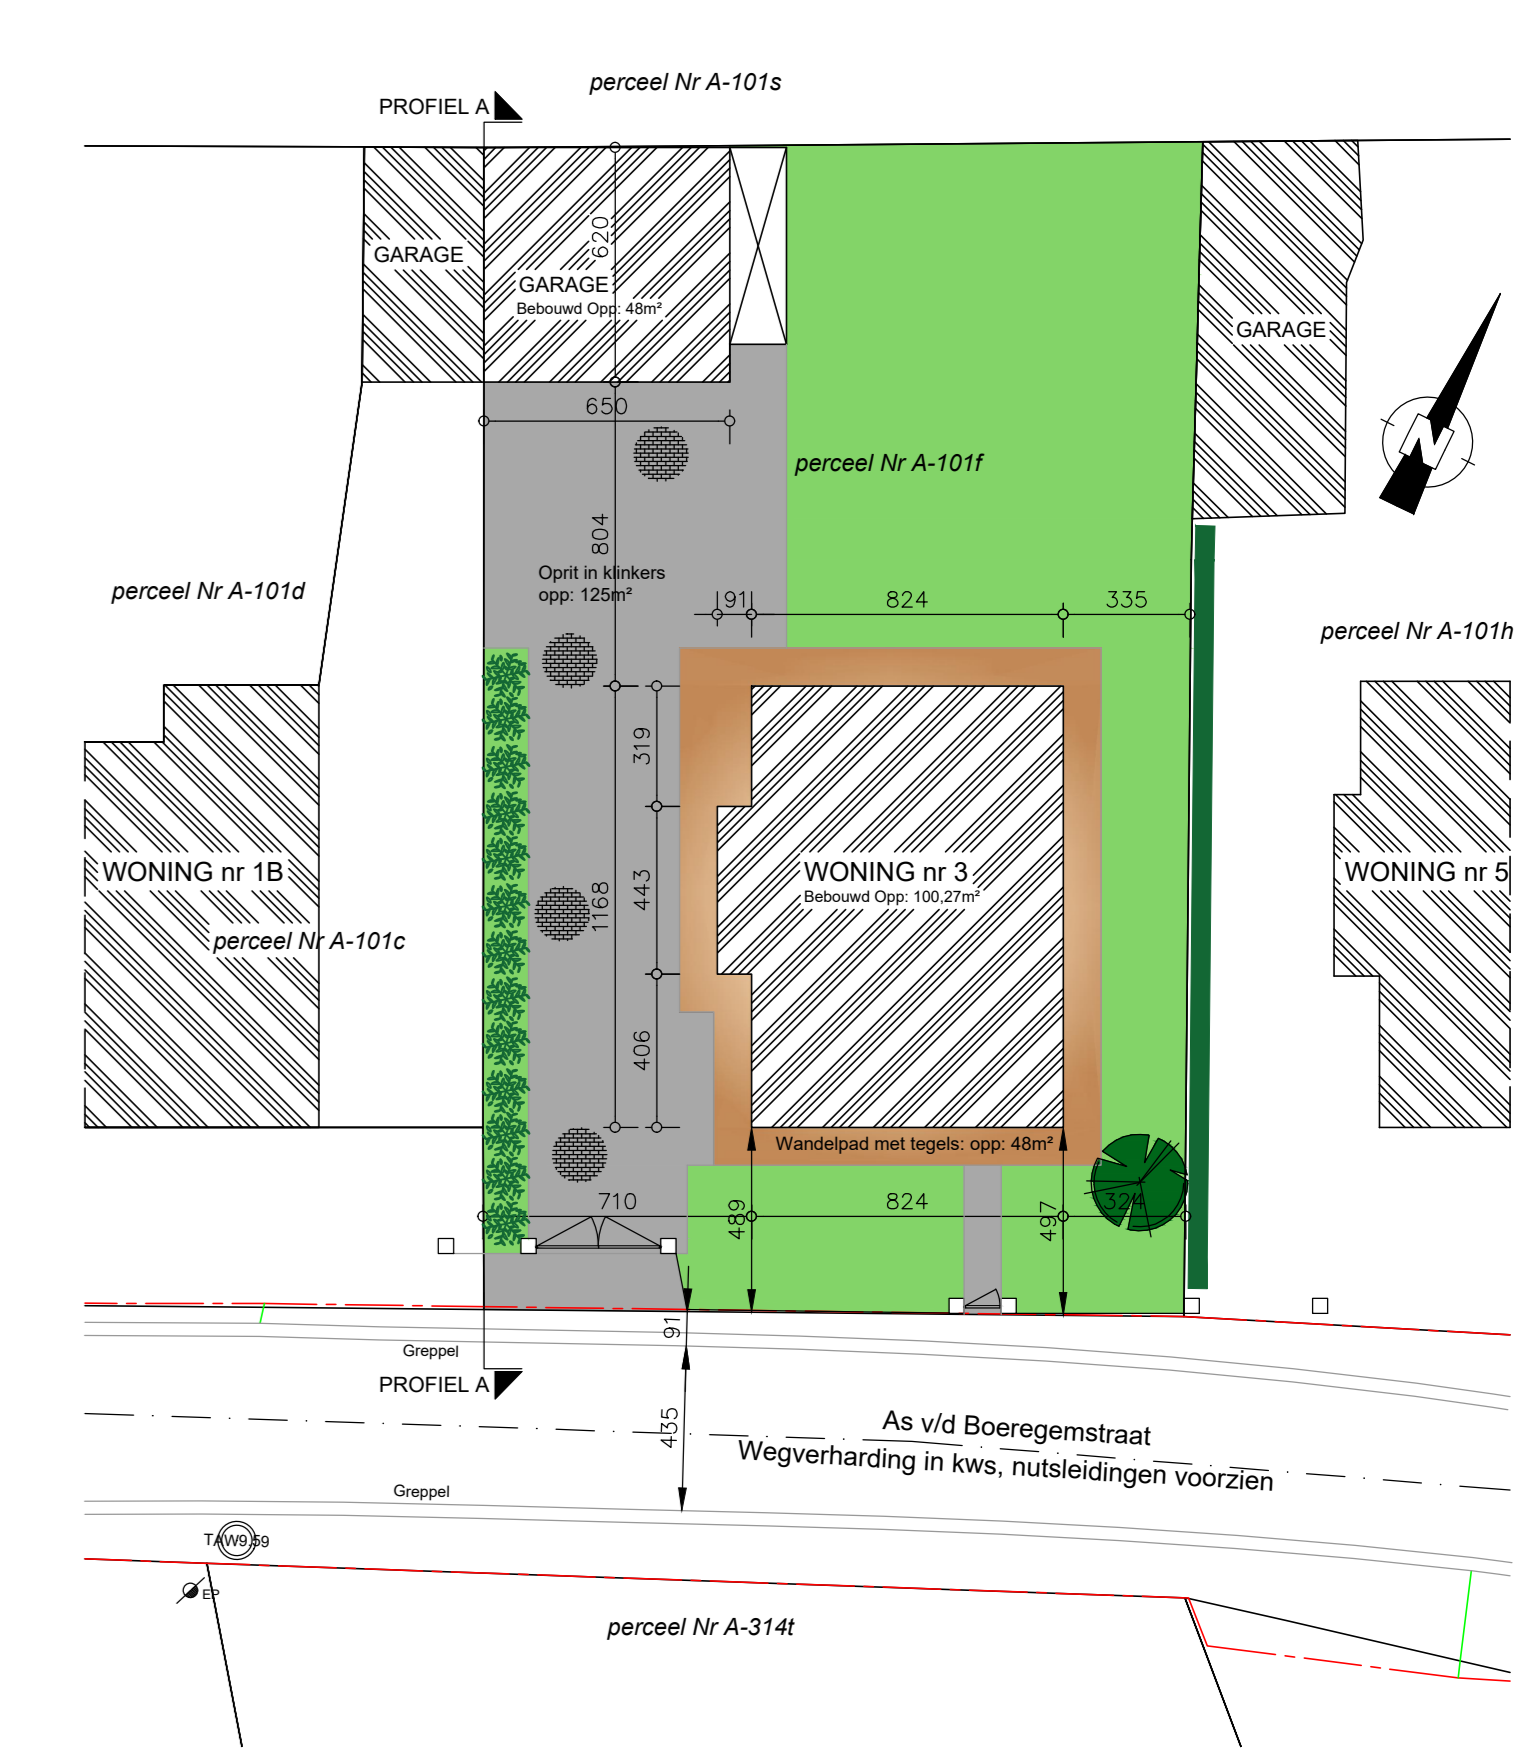 perceel Nr A-101s
PROFIEL A
GARAGE
620
GARAGE
Bebouwd Opp: 48m²
GARAGE
N
650
perceel Nr A-101f
804
Oprit in klinkers
opp: 125m²
perceel Nr A-101d
91
824
335
perceel Nr A-101h
319
WONING nr 1B
443
1168
WONING nr 3
Bebouwd Opp: 100,27m²
WONING nr 5
perceel Nr A-101c
406
Wandelpad met tegels: opp: 48m²
710
489
824
497
324
91
Greppel
PROFIEL A
435
As v/d Boeregemstraat
Wegverharding in kws, nutsleidingen voorzien
Greppel
TAW9.59
EP
perceel Nr A-314t